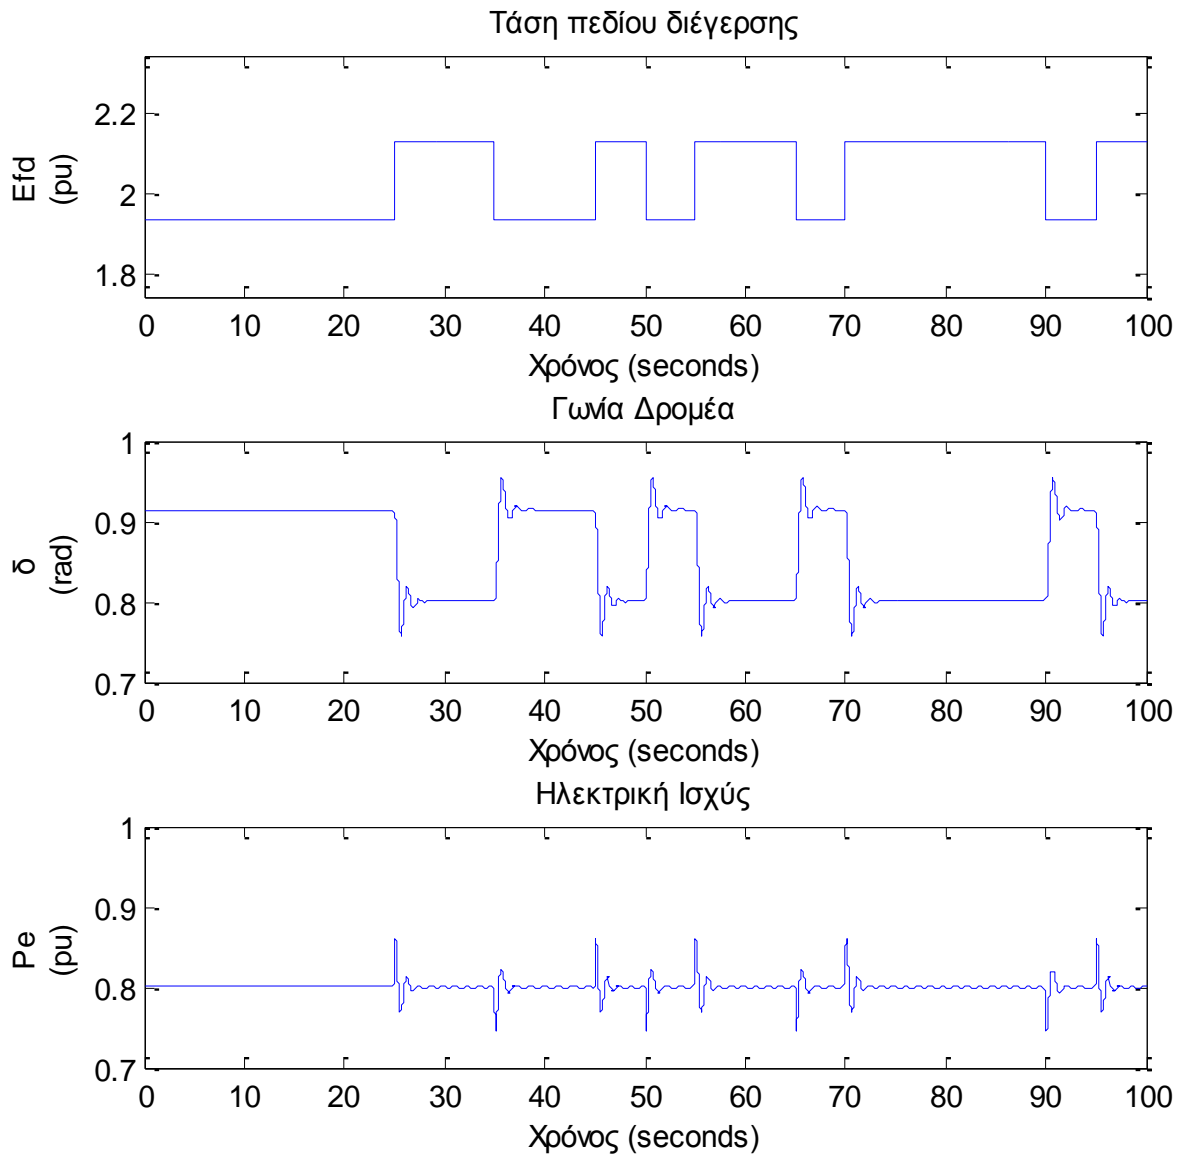 Τάση πεδίου διέγερσης
Efd
(pu)
2.2
2
1.8
0 10 20 30 40 50 60 70 80 90 100
Χρόνος (seconds)
Γωνία Δρομέα
δ
(rad)
1
0.9
0.8
0.7
0 10 20 30 40 50 60 70 80 90 100
Χρόνος (seconds)
Ηλεκτρική Ισχύς
Pe
(pu)
1
0.9
0.8
0.7
0 10 20 30 40 50 60 70 80 90 100
Χρόνος (seconds)